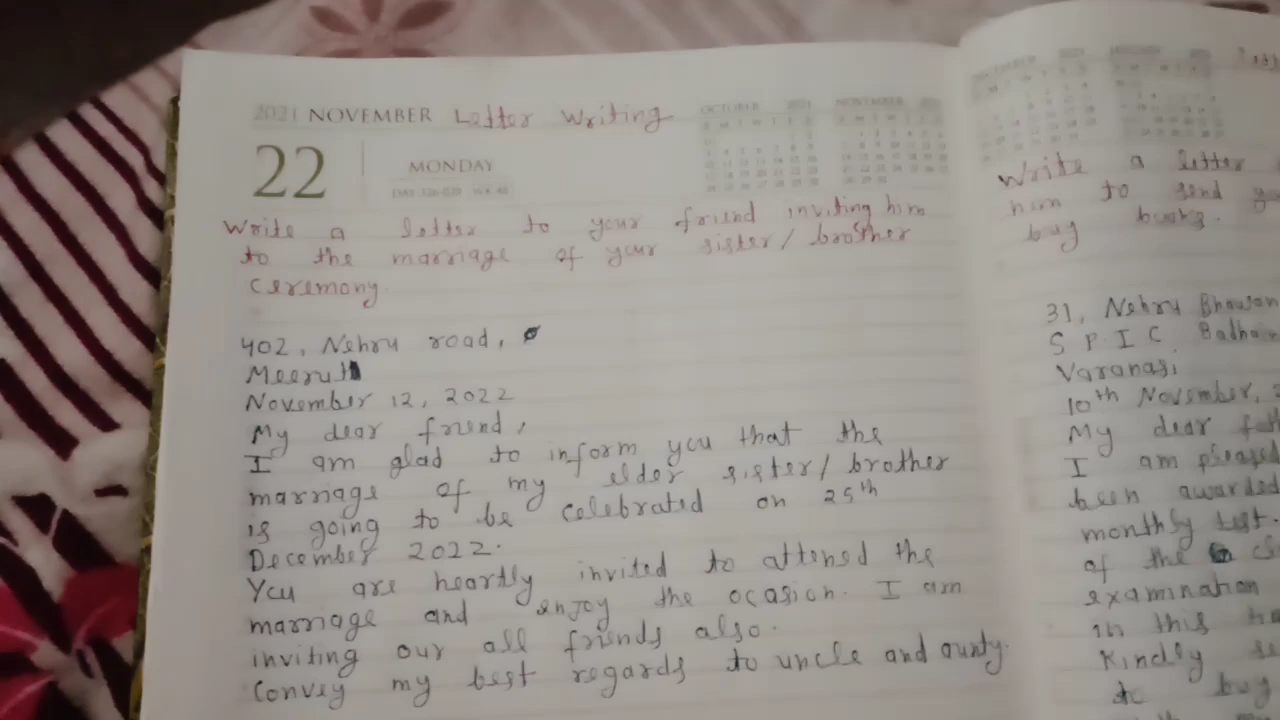 2021 NOVEMBER Letter Writing
OCTOBER 2021 NOVEMBER
22
MONDAY
Write a letter to your friend inviting him
to the marriage of your sister/ brother
ceremony
402, Nehru road,
Meerut
November 12, 2022
My dear friend,
I am glad to inform you that the
marriage of my elder sister/ brother
is going to be celebrated on 25th
December 2022.
You are heartly invited to attened the
marriage and enjoy the ocasion. I am
inviting our all friends also.
Convey my best regards to uncle and aunty.
Write a letter
him to send
buy books.
31, Nehru Bhawan
S P I C
Varanasi
10th November,
My dear
I am pleased
been awarded
monthly test.
of the
examination
in this
Kindly
to buy